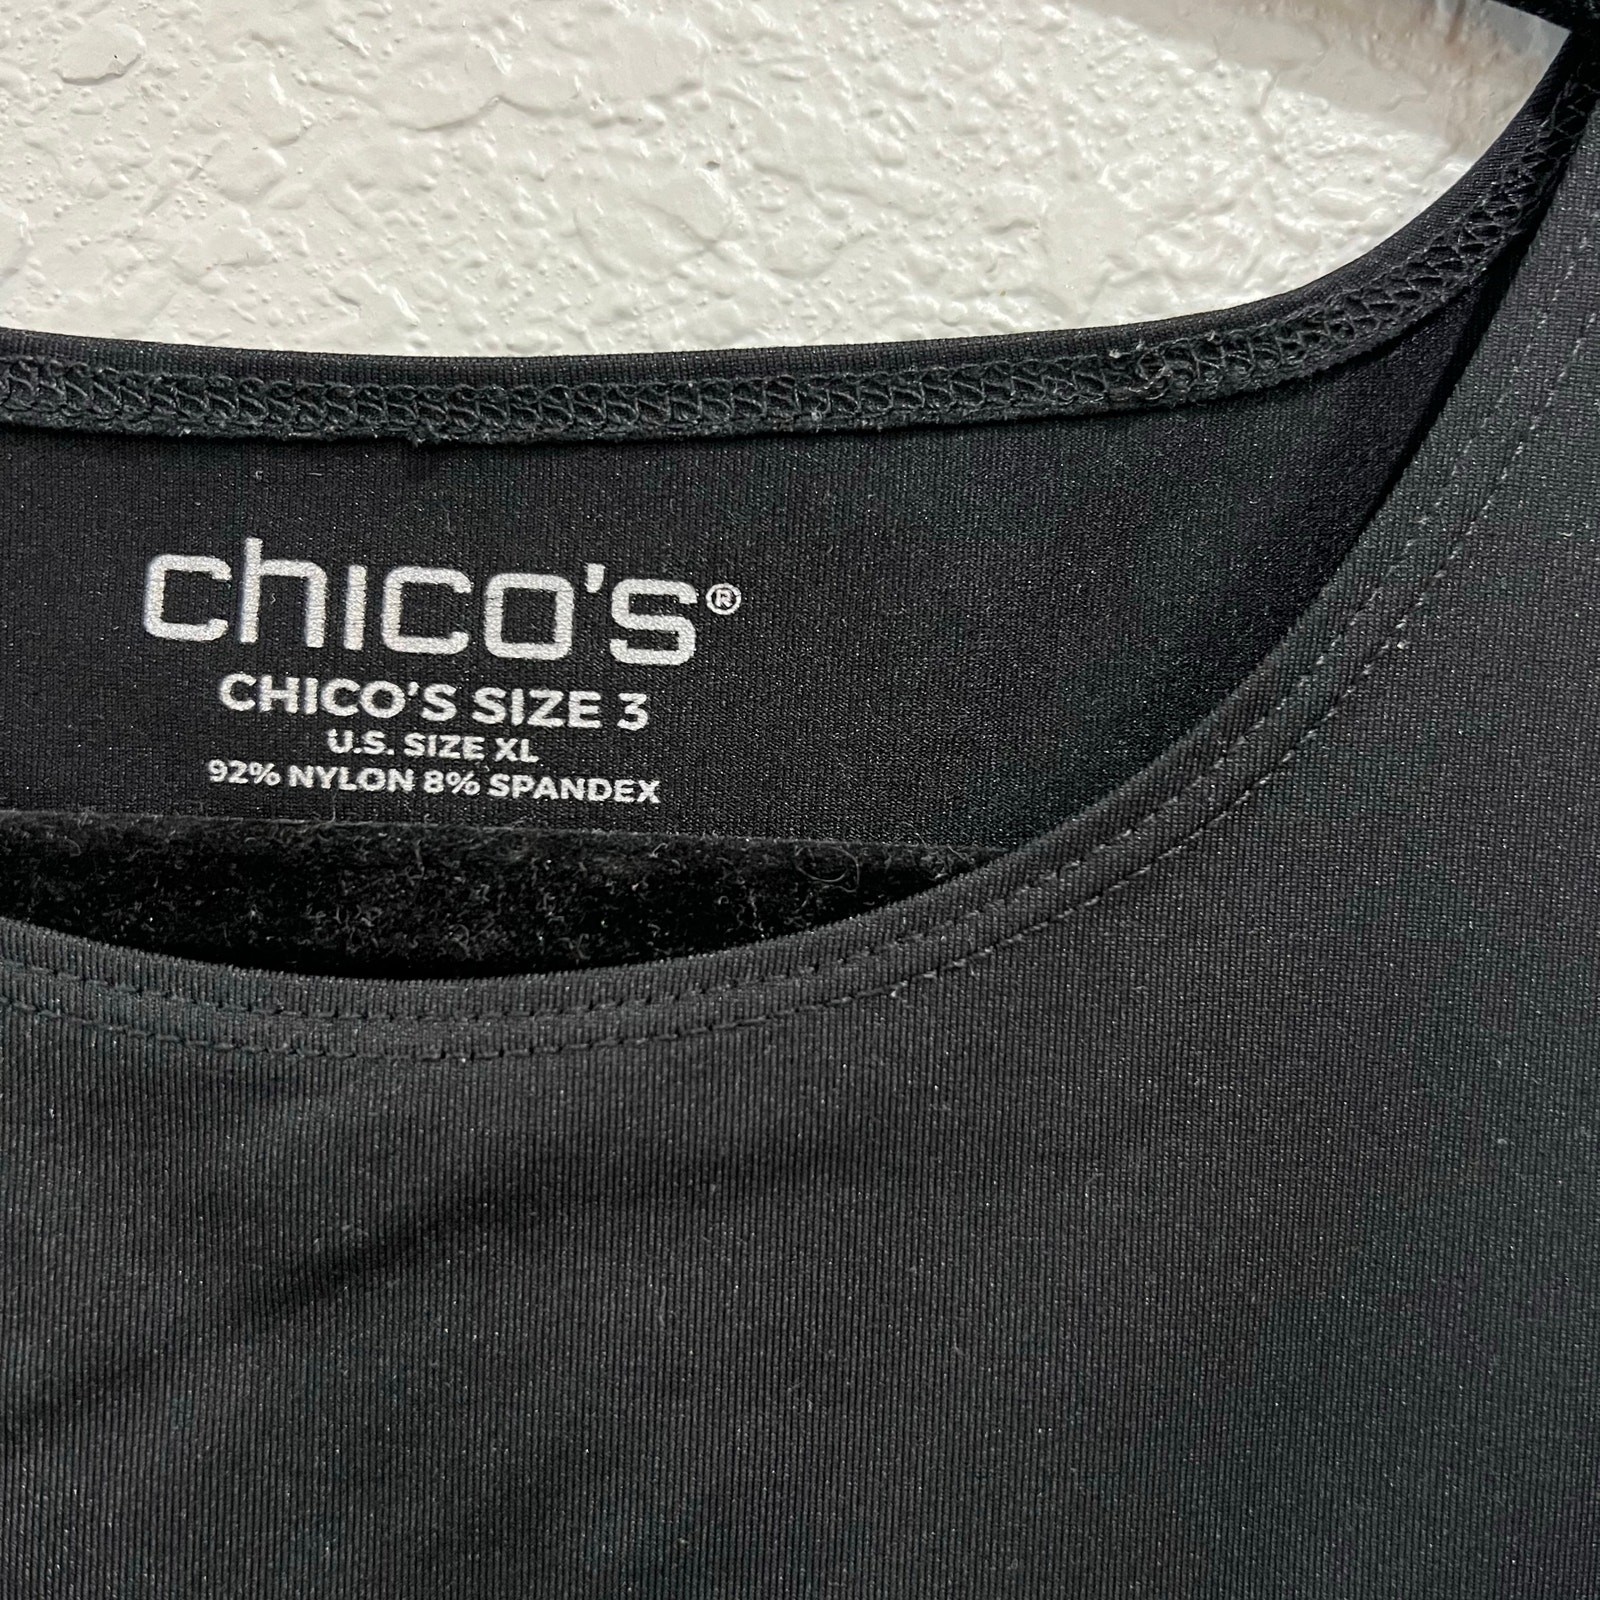 chico's®
CHICO'S SIZE 3
U.S. SIZE XL
92% NYLON 8% SPANDEX